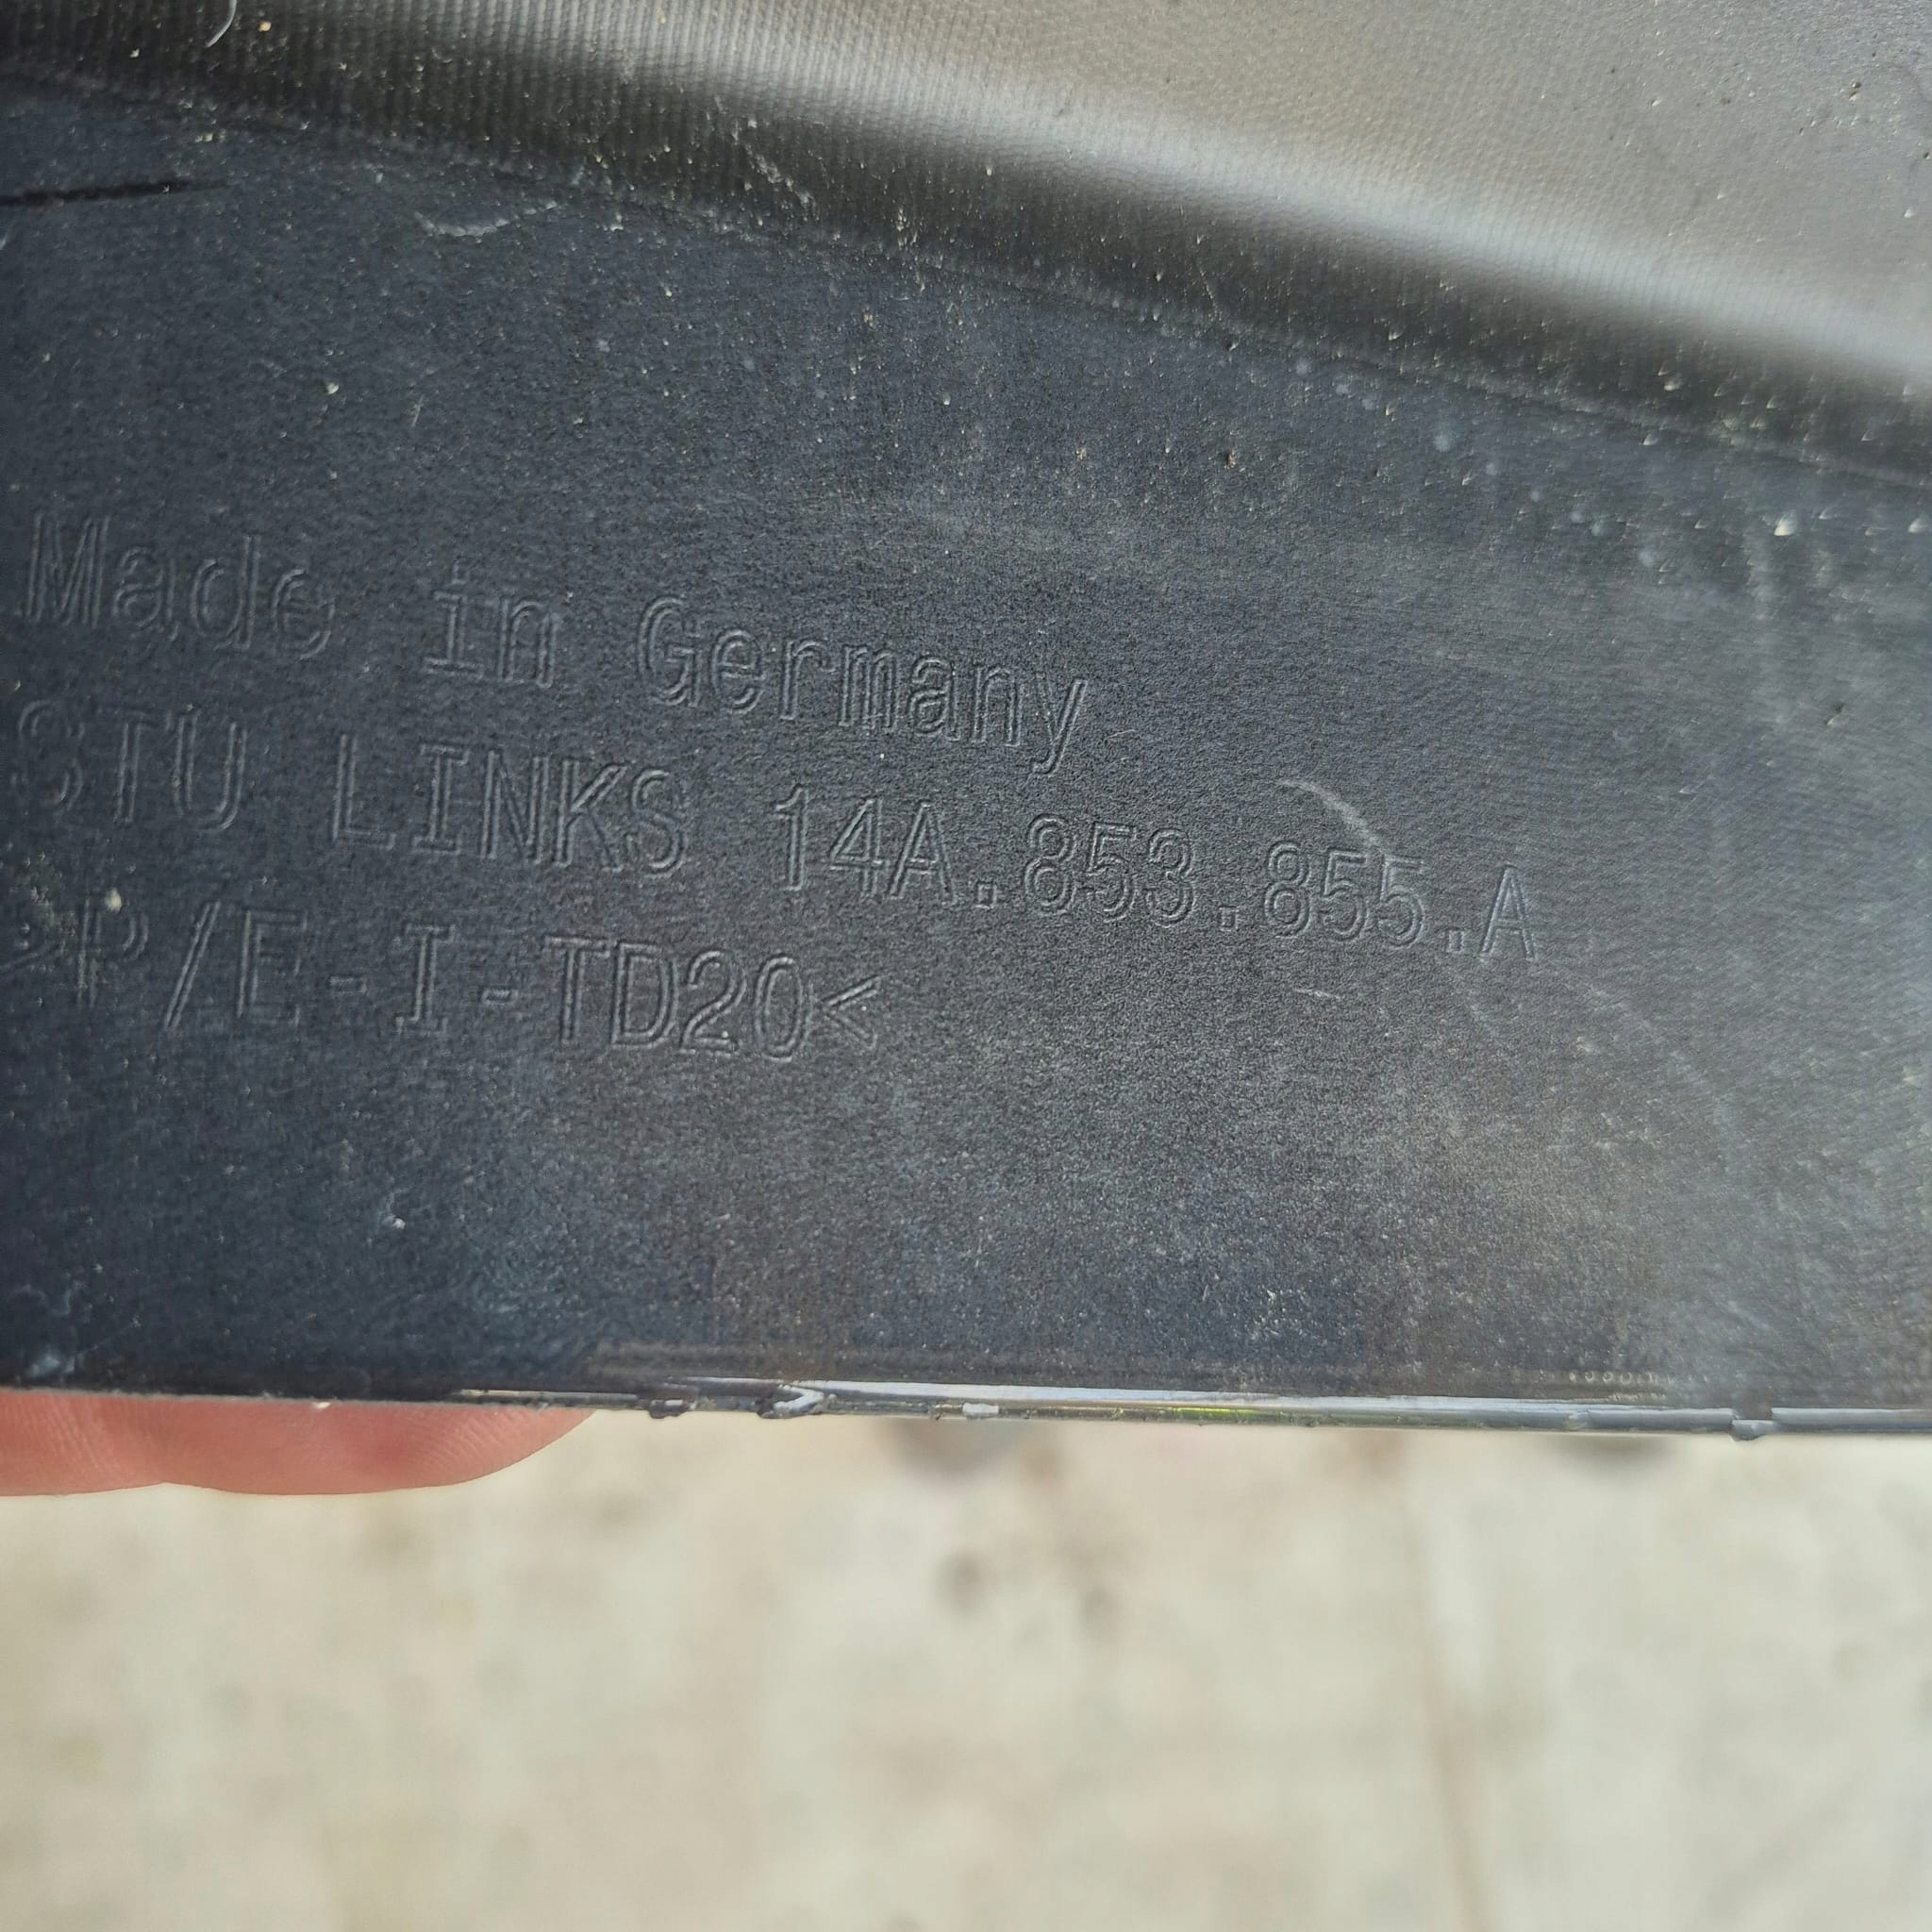 Made in Germany
STU LINKS 14A.853.855.A
>P/E-I-TD20<